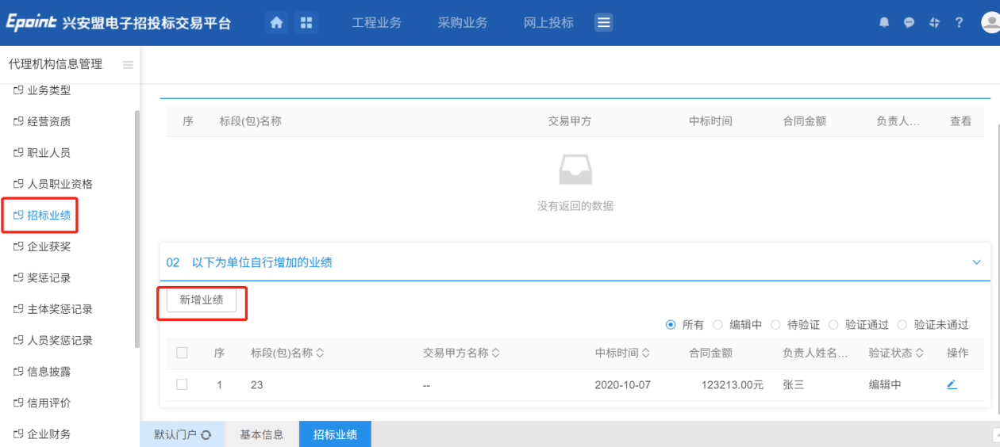 Epoint 兴安盟电子招投标交易平台 工程业务 采购业务 网上投标 ?
代理机构信息管理
业务类型
经营资质
职业人员
人员职业资格
招标业绩
企业获奖
奖惩记录
主体奖惩记录
人员奖惩记录
信息披露
信用评价
企业财务
序 标段(包)名称 交易甲方 中标时间 合同金额 负责人... 查看
没有返回的数据
02 以下为单位自行增加的业绩
新增业绩
所有 编辑中 待验证 验证通过 验证未通过
序 标段(包)名称 交易甲方名称 中标时间 合同金额 负责人姓名... 验证状态 操作
1 23 -- 2020-10-07 123213.00元 张三 编辑中
默认门户 基本信息 招标业绩